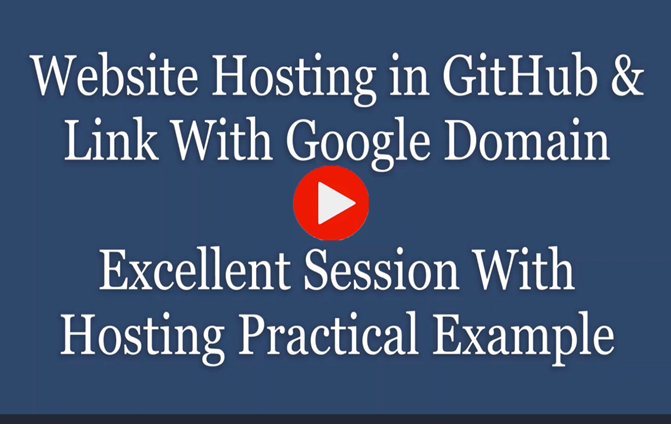 Website Hosting in GitHub &
Link With Google Domain
Excellent Session With
Hosting Practical Example